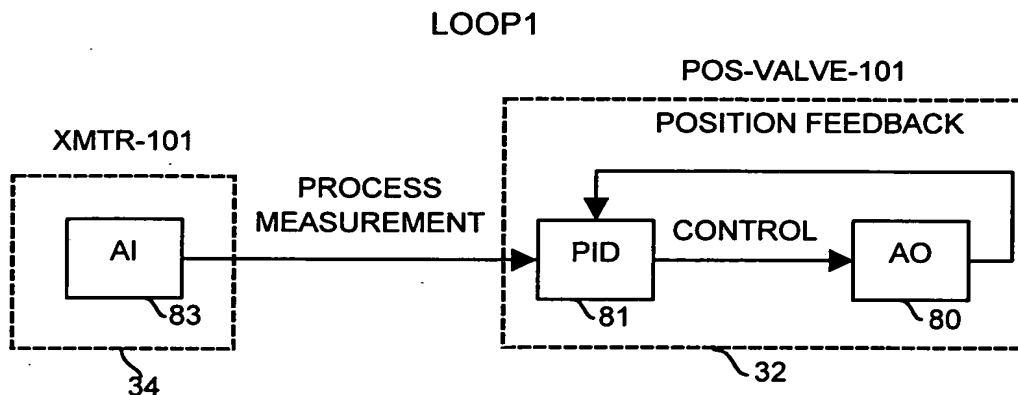 LOOP1
POS-VALVE-101
POSITION FEEDBACK
XMTR-101
PROCESS
MEASUREMENT
AI
PID
CONTROL
AO
83
81
80
34
32